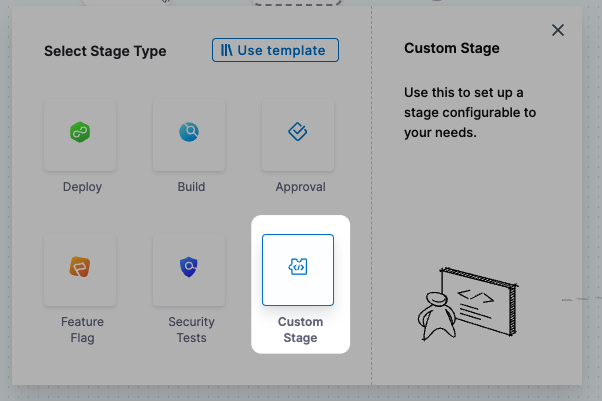 Select Stage Type
Use template
Deploy
Build
Approval
Feature
Flag
Security
Tests
Custom
Stage
Custom Stage
Use this to set up a
stage configurable to
your needs.